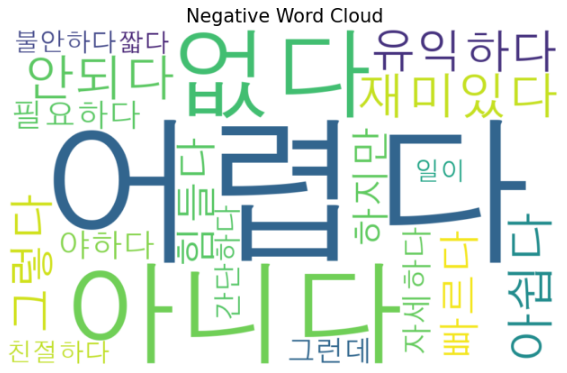 Negative Word Cloud
불안하다
짧다
없다
유익하다
안되다
재미있다
필요하다
어렵다
힘들다
하지만
일이
그렇다
야하다
간단하다
아니다
자세하다
빠르다
아쉽다
친절하다
그런데